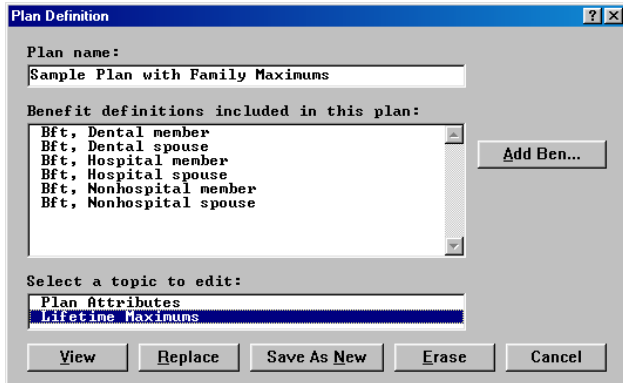 Plan Definition
Plan name:
Sample Plan with Family Maximums
Benefit definitions included in this plan:
Bft, Dental member
Bft, Dental spouse
Bft, Hospital member
Bft, Hospital spouse
Bft, Nonhospital member
Bft, Nonhospital spouse
Add Ben...
Select a topic to edit:
Plan Attributes
Lifetime Maximums
View Replace Save As New Erase Cancel